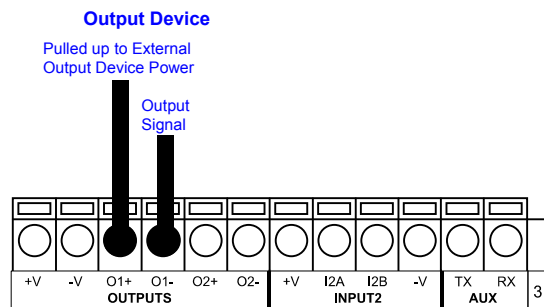 Output Device
Pulled up to External
Output Device Power
Output
Signal
+V -V O1+ O1- O2+ O2- +V I2A I2B -V TX RX
OUTPUTS INPUT2 AUX 3